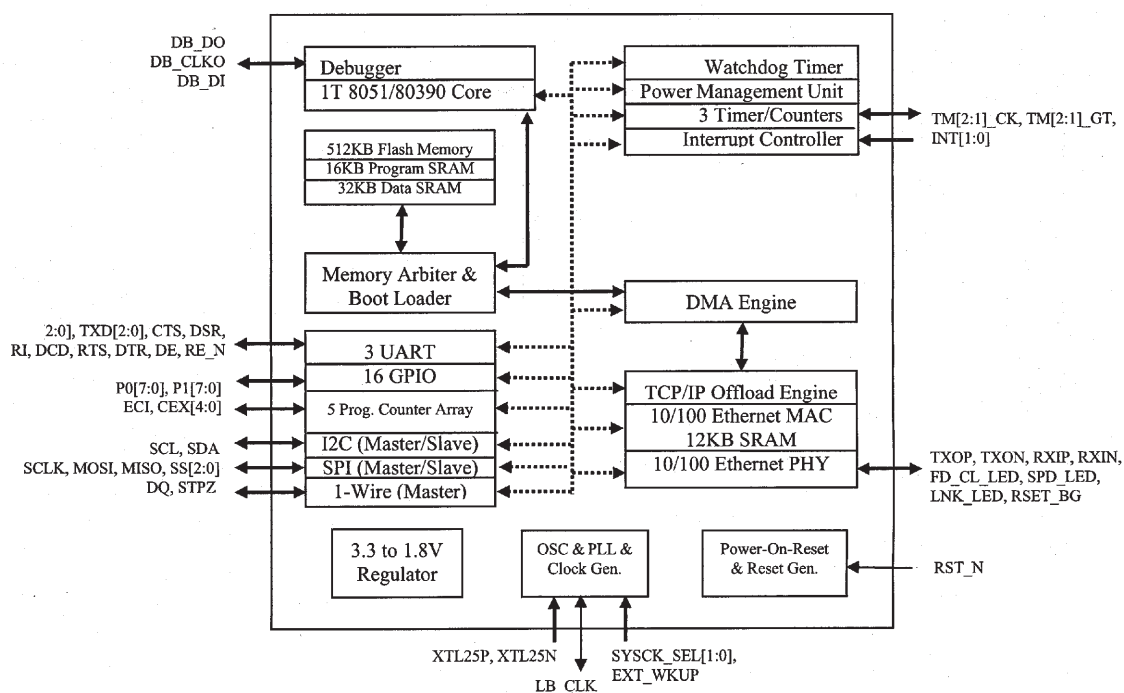 DB_DO
DB_CLKO
DB_DI
Debugger
1T 8051/80390 Core
512KB Flash Memory
16KB Program SRAM
32KB Data SRAM
Memory Arbiter &
Boot Loader
Watchdog Timer
Power Management Unit
3 Timer/Counters
Interrupt Controller
TM[2:1]_CK, TM[2:1]_GT,
INT[1:0]
DMA Engine
2:0], TXD[2:0], CTS, DSR,
RI, DCD, RTS, DTR, DE, RE_N
P0[7:0], P1[7:0]
ECI, CEX[4:0]
SCL, SDA
SCLK, MOSI, MISO, SS[2:0]
DQ, STPZ
3 UART
16 GPIO
5 Prog. Counter Array
I2C (Master/Slave)
SPI (Master/Slave)
1-Wire (Master)
TCP/IP Offload Engine
10/100 Ethernet MAC
12KB SRAM
10/100 Ethernet PHY
TXOP, TXON, RXIP, RXIN,
FD_CL_LED, SPD_LED,
LNK_LED, RSET_BG
3.3 to 1.8V
Regulator
OSC & PLL &
Clock Gen.
Power-On-Reset
& Reset Gen.
RST_N
XTL25P, XTL25N
LB_CLK
SYSCK_SEL[1:0],
EXT_WKUP